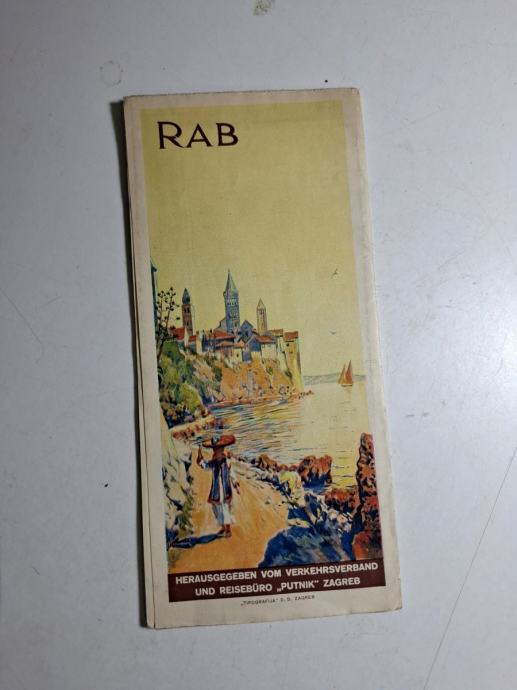 RAB
HERAUSGEGEBEN VOM VERKEHRSVERBAND
UND REISEBÜRO „PUTNIK" ZAGREB
„TIPOGRAFIJA" D. D. ZAGREB